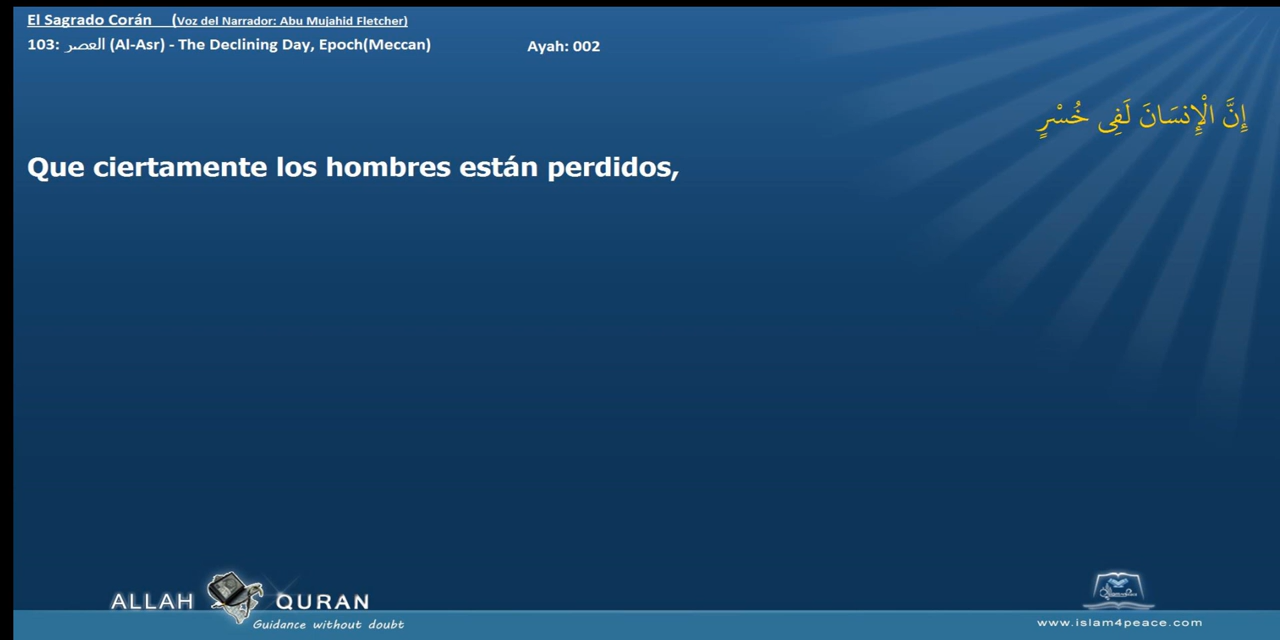 El Sagrado Corán (Voz del Narrador: Abu Mujahid Fletcher)
103: العصر (Al-Asr) - The Declining Day, Epoch(Meccan) Ayah: 002
إِنَّ الْإِنسَانَ لَفِي خُسْرٍ
Que ciertamente los hombres están perdidos,
ALLAH QURAN
Guidance without doubt
www.islam4peace.com